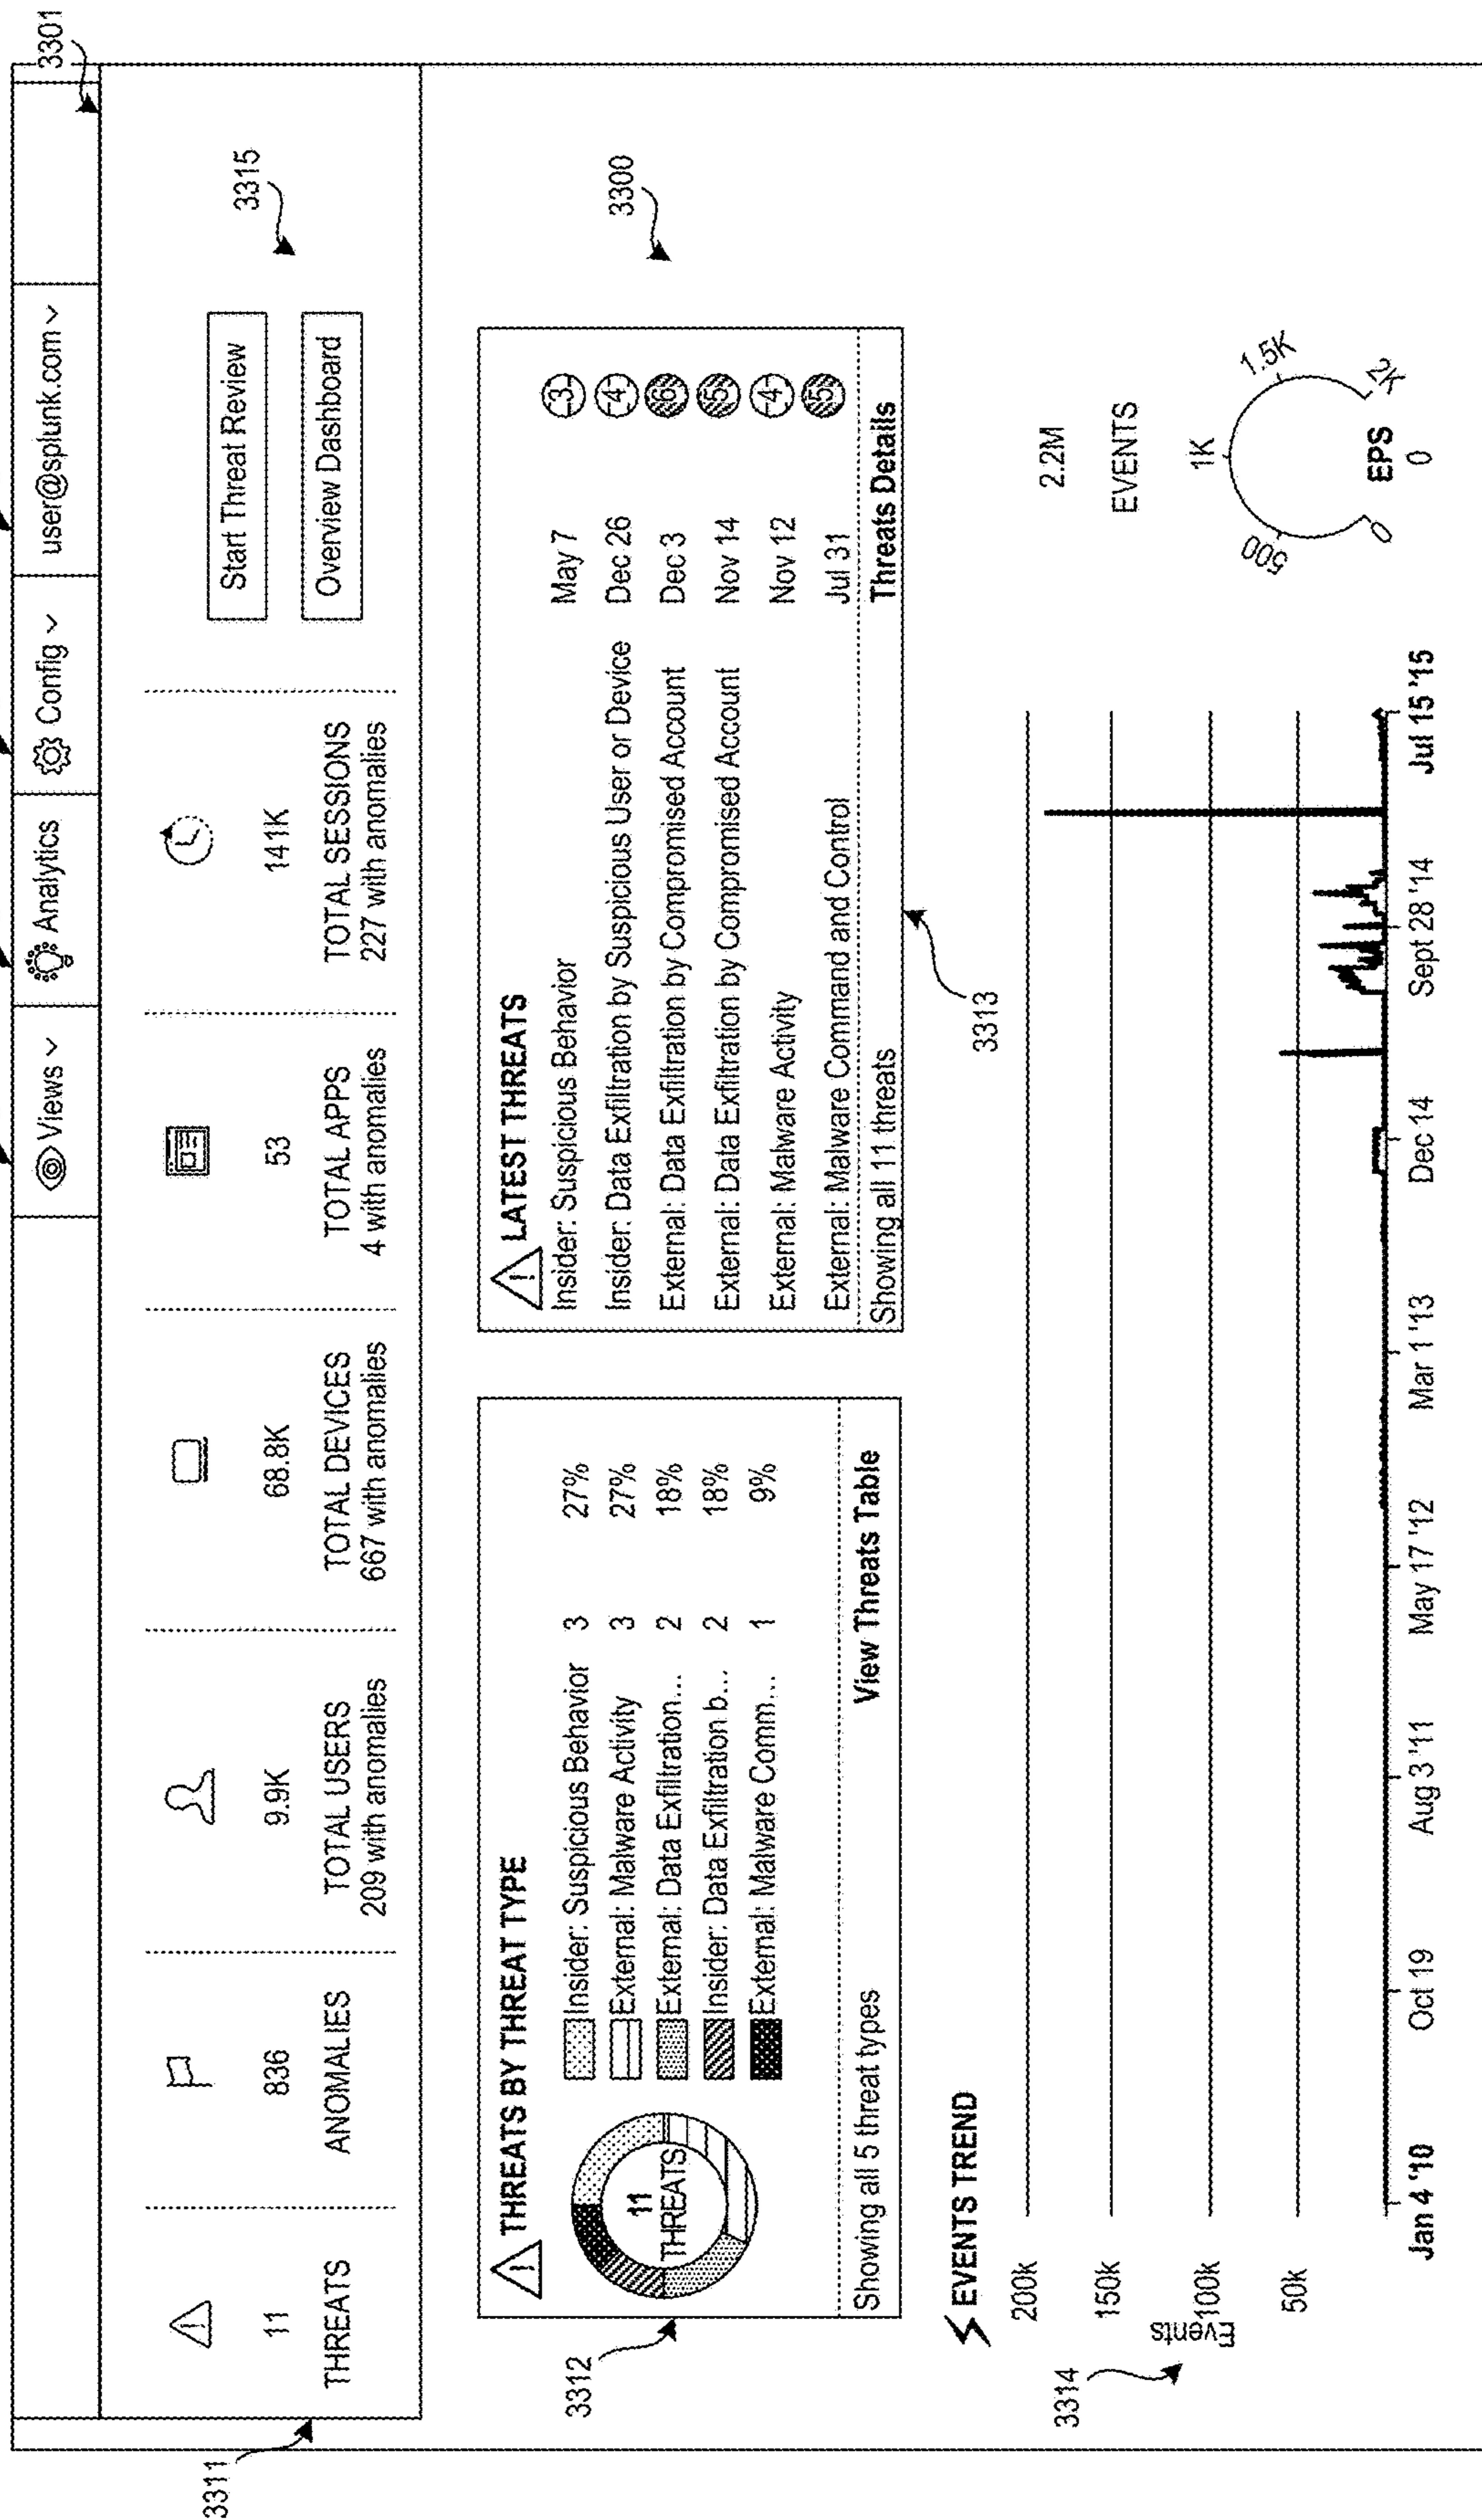 3301
Views
Analytics
Config
user@splunk.com
3311
11
THREATS
836
ANOMALIES
9.9K
TOTAL USERS
209 with anomalies
68.8K
TOTAL DEVICES
667 with anomalies
53
TOTAL APPS
4 with anomalies
141K
TOTAL SESSIONS
227 with anomalies
Start Threat Review
Overview Dashboard
3315
3300
3312
THREATS BY THREAT TYPE
11
THREATS
Insider: Suspicious Behavior 3 27%
External: Malware Activity 3 27%
External: Data Exfiltration... 2 18%
Insider: Data Exfiltration b... 2 18%
External: Malware Comm... 1 9%
Showing all 5 threat types View Threats Table
LATEST THREATS
Insider: Suspicious Behavior May 7 3
Insider: Data Exfiltration by Suspicious User or Device Dec 26 4
External: Data Exfiltration by Compromised Account Dec 3 6
External: Data Exfiltration by Compromised Account Nov 14 5
External: Malware Activity Nov 12 4
External: Malware Command and Control Jul 31 5
Showing all 11 threats Threats Details
3313
EVENTS TREND
3314
Events
200k
150k
100k
50k
Jan 4 '10 Oct 19 Aug 3 '11 May 17 '12 Mar 1 '13 Dec 14 Sept 28 '14 Jul 15 '15
2.2M
EVENTS
0 500 1K 1.5K 2K
EPS
0